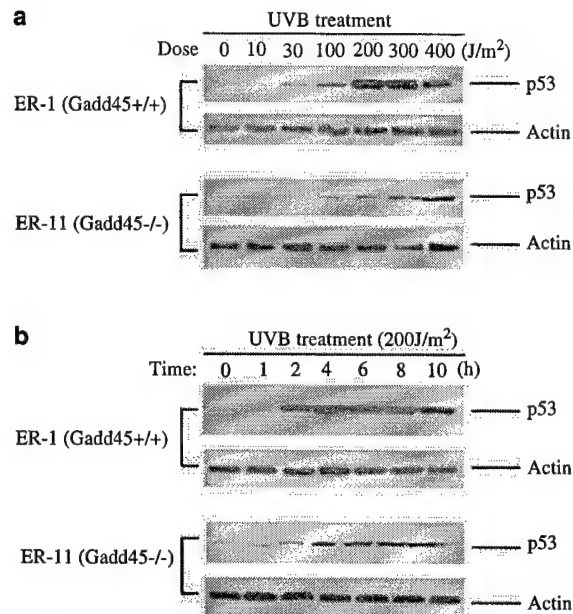 a
UVB treatment
Dose 0 10 30 100 200 300 400 (J/m²)
ER-1 (Gadd45+/+)
p53
Actin
ER-11 (Gadd45-/-)
p53
Actin
b
UVB treatment (200J/m²)
Time: 0 1 2 4 6 8 10 (h)
ER-1 (Gadd45+/+)
p53
Actin
ER-11 (Gadd45-/-)
p53
Actin